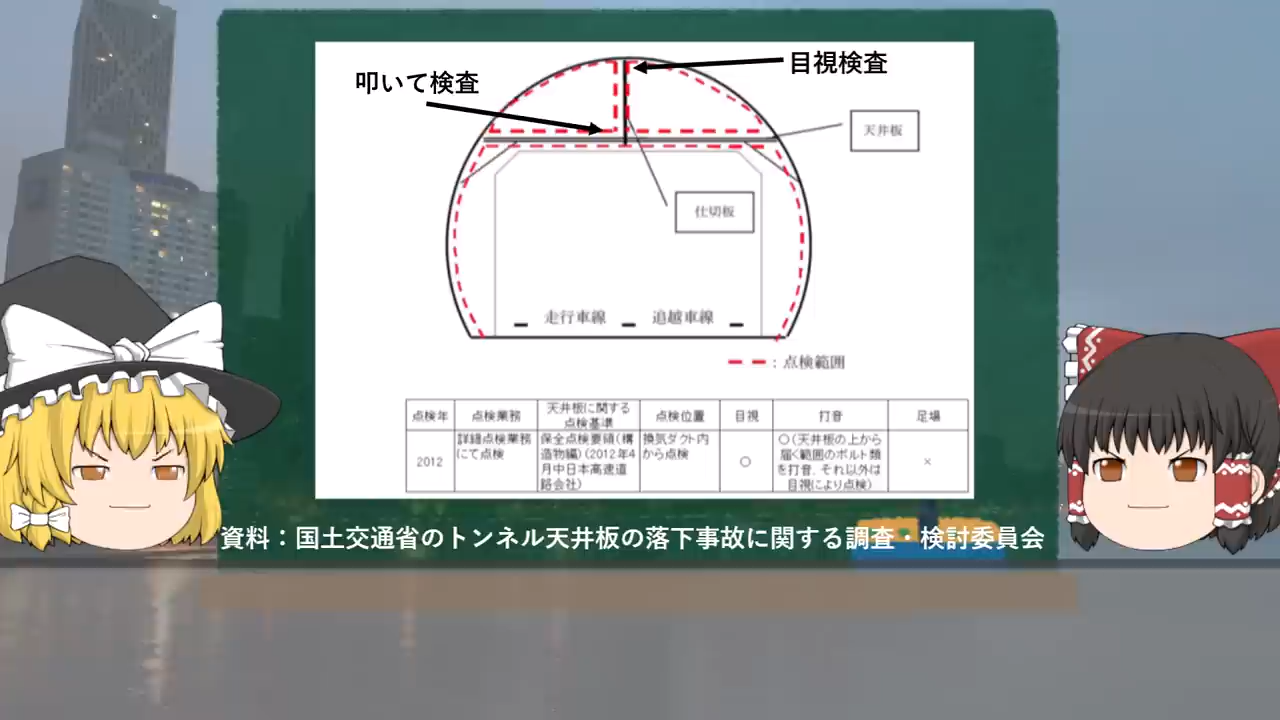 目視検査
叩いて検査
天井板
仕切板
走行車線 追越車線
：点検範囲
点検年 点検業務 天井板に関する点検基準 点検位置 目視 打音 足場
2012
詳細点検業務
にて点検
保全点検要領（構
造物編）（2012年4
月中日本高速道
路会社）
換気ダクト内
から点検
○
○（天井板の上から
届く範囲のボルト類
を打音、それ以外は
目視により点検）
×
資料：国土交通省のトンネル天井板の落下事故に関する調査・検討委員会